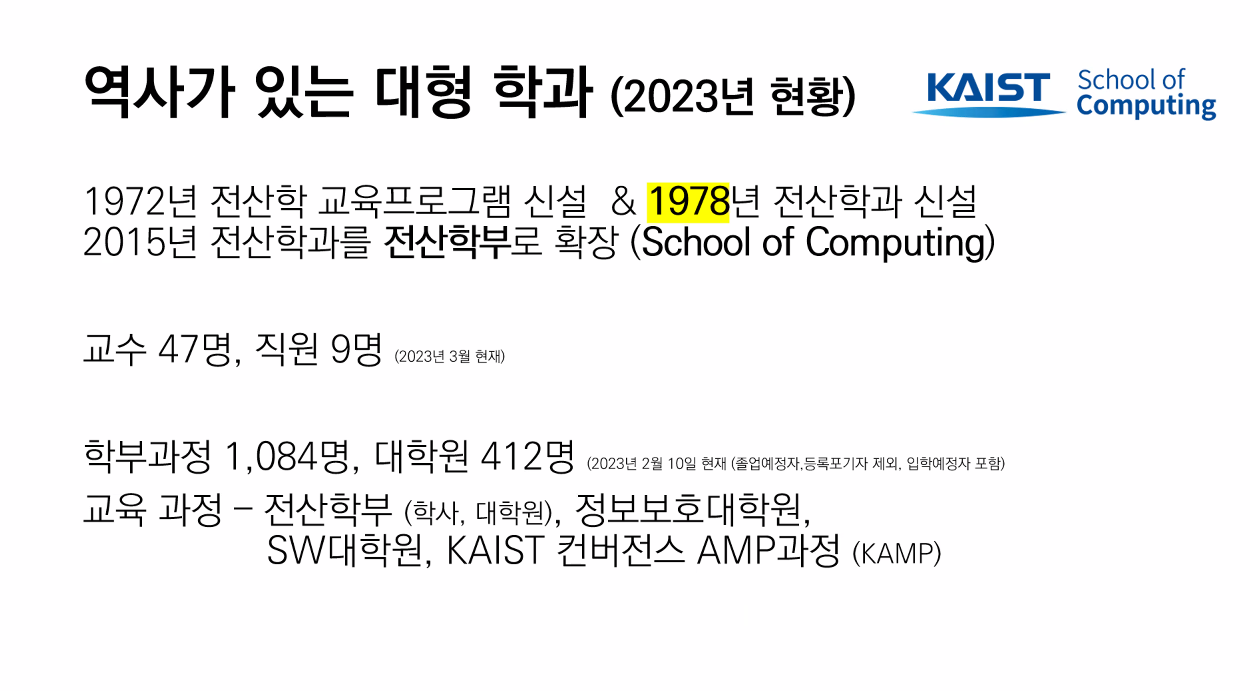 역사가 있는 대형 학과 (2023년 현황)
KAIST School of Computing
1972년 전산학 교육프로그램 신설 & 1978년 전산학과 신설
2015년 전산학과를 전산학부로 확장 (School of Computing)
교수 47명, 직원 9명 (2023년 3월 현재)
학부과정 1,084명, 대학원 412명 (2023년 2월 10일 현재 (졸업예정자,등록포기자 제외, 입학예정자 포함)
교육 과정 – 전산학부 (학사, 대학원), 정보보호대학원,
SW대학원, KAIST 컨버전스 AMP과정 (KAMP)